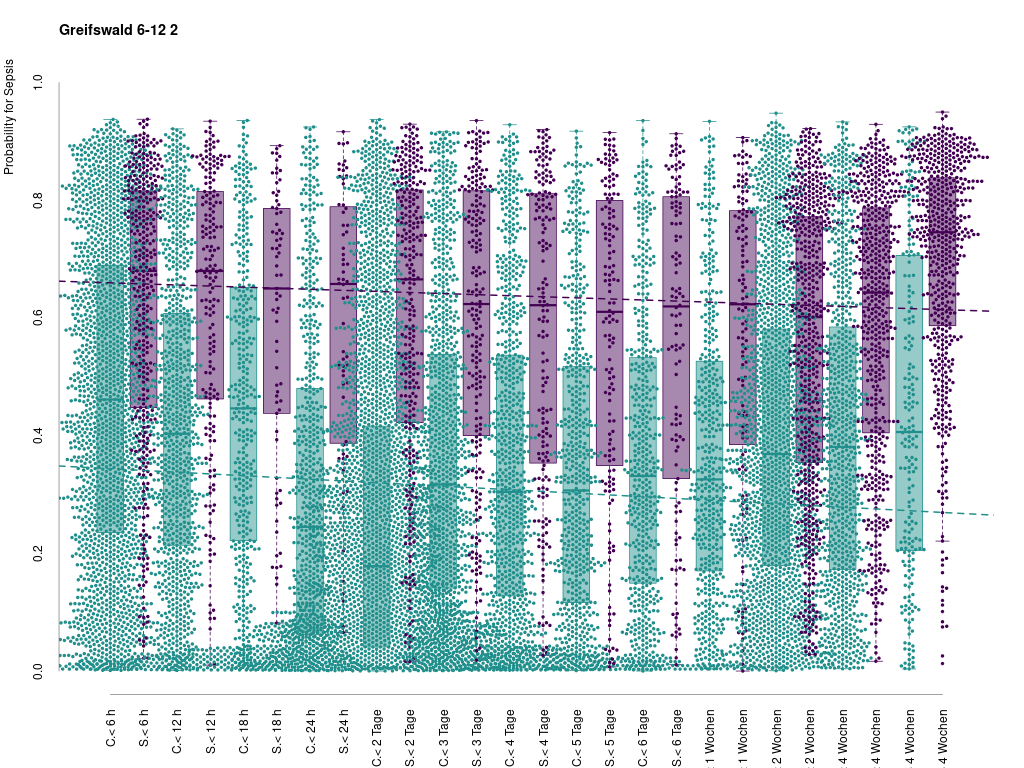 Greifswald 6-12 2
Probability for Sepsis
1.0
0.8
0.6
0.4
0.2
0.0
C.< 6 h
S.< 6 h
C.< 12 h
S.< 12 h
C.< 18 h
S.< 18 h
C.< 24 h
S.< 24 h
C.< 2 Tage
S.< 2 Tage
C.< 3 Tage
S.< 3 Tage
C.< 4 Tage
S.< 4 Tage
C.< 5 Tage
S.< 5 Tage
C.< 6 Tage
S.< 6 Tage
1 Wochen
1 Wochen
2 Wochen
2 Wochen
4 Wochen
4 Wochen
4 Wochen
4 Wochen